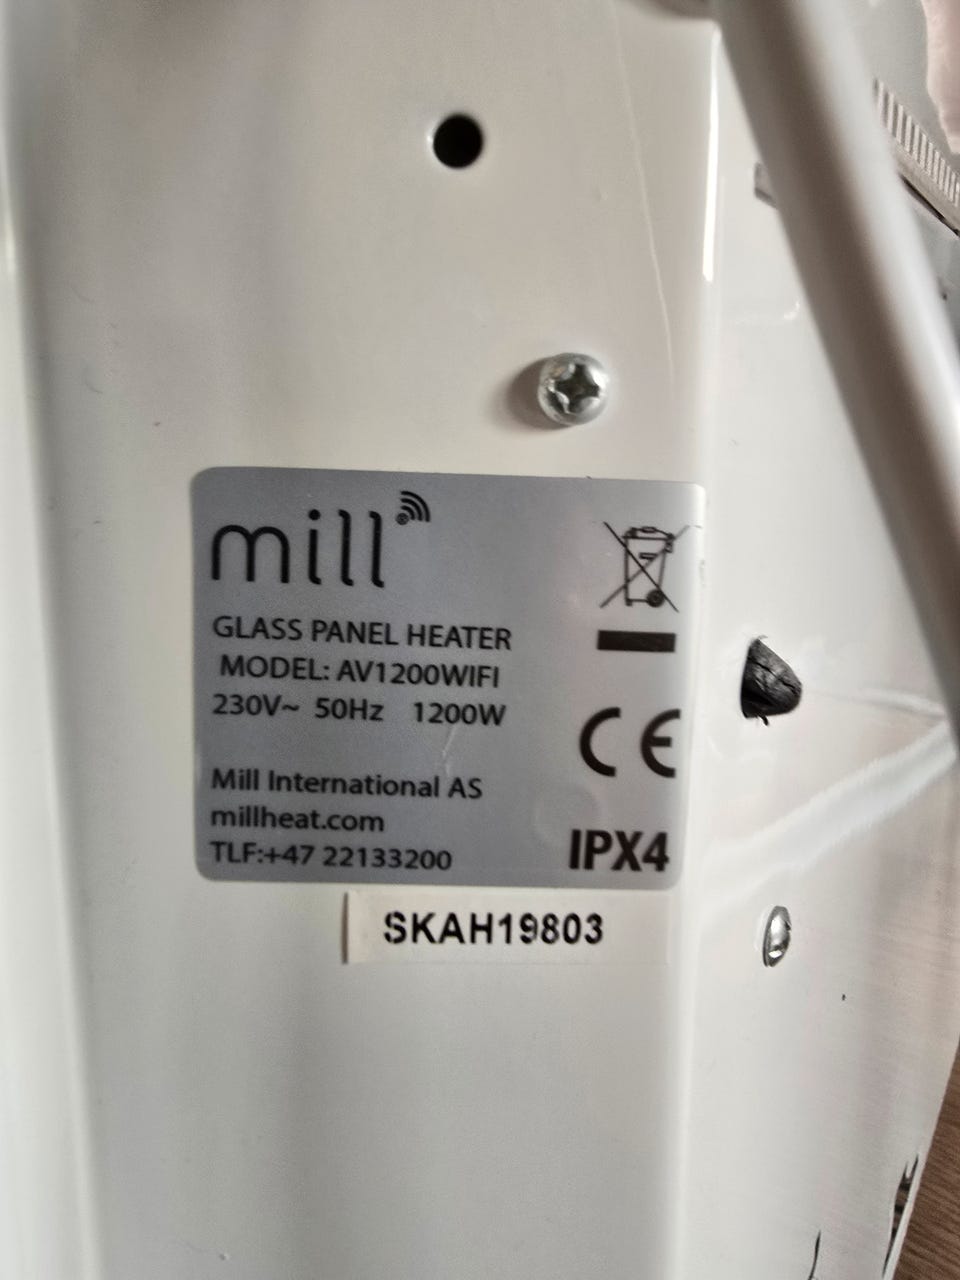 mill®
GLASS PANEL HEATER
MODEL: AV1200WIFI
230V~ 50Hz 1200W
Mill International AS
millheat.com
TLF:+47 22133200
CE
IPX4
SKAH19803